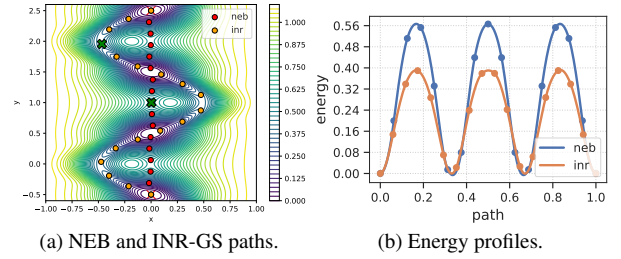 2.5
2.0
1.5
1.0
0.5
0.0
−0.5
y
−1.00 −0.75 −0.50 −0.25 0.00 0.25 0.50 0.75 1.00
x
neb
inr
1.000
0.875
0.750
0.625
0.500
0.375
0.250
0.125
0.000
(a) NEB and INR-GS paths.
0.56
0.48
0.40
0.32
0.24
0.16
0.08
0.00
energy
0.0 0.2 0.4 0.6 0.8 1.0
path
neb
inr
(b) Energy profiles.